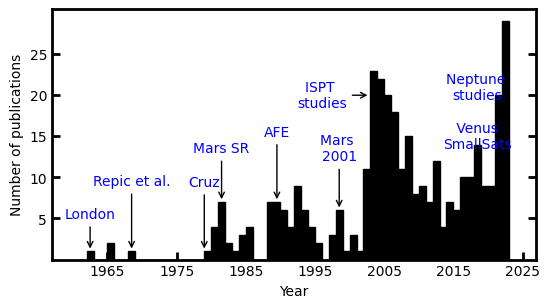 Number of publications
25
20
15
10
5
London
Repic et al.
Cruz
Mars SR
AFE
Mars
2001
ISPT
studies
Neptune
studies
Venus
SmallSats
1965
1975
1985
1995
2005
2015
2025
Year